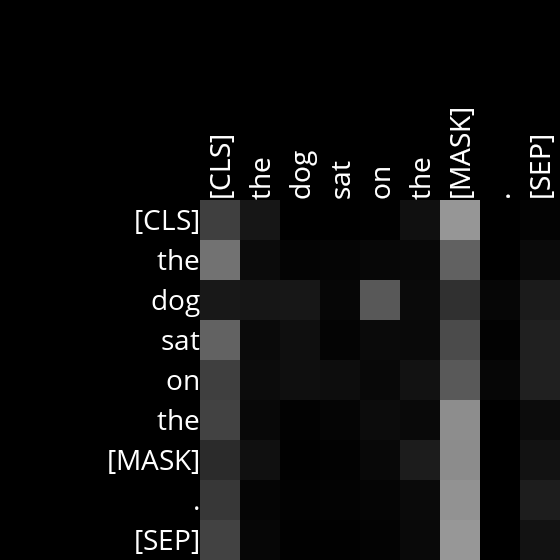 [CLS] the dog sat on the [MASK] . [SEP]
[CLS]
the
dog
sat
on
the
[MASK]
.
[SEP]